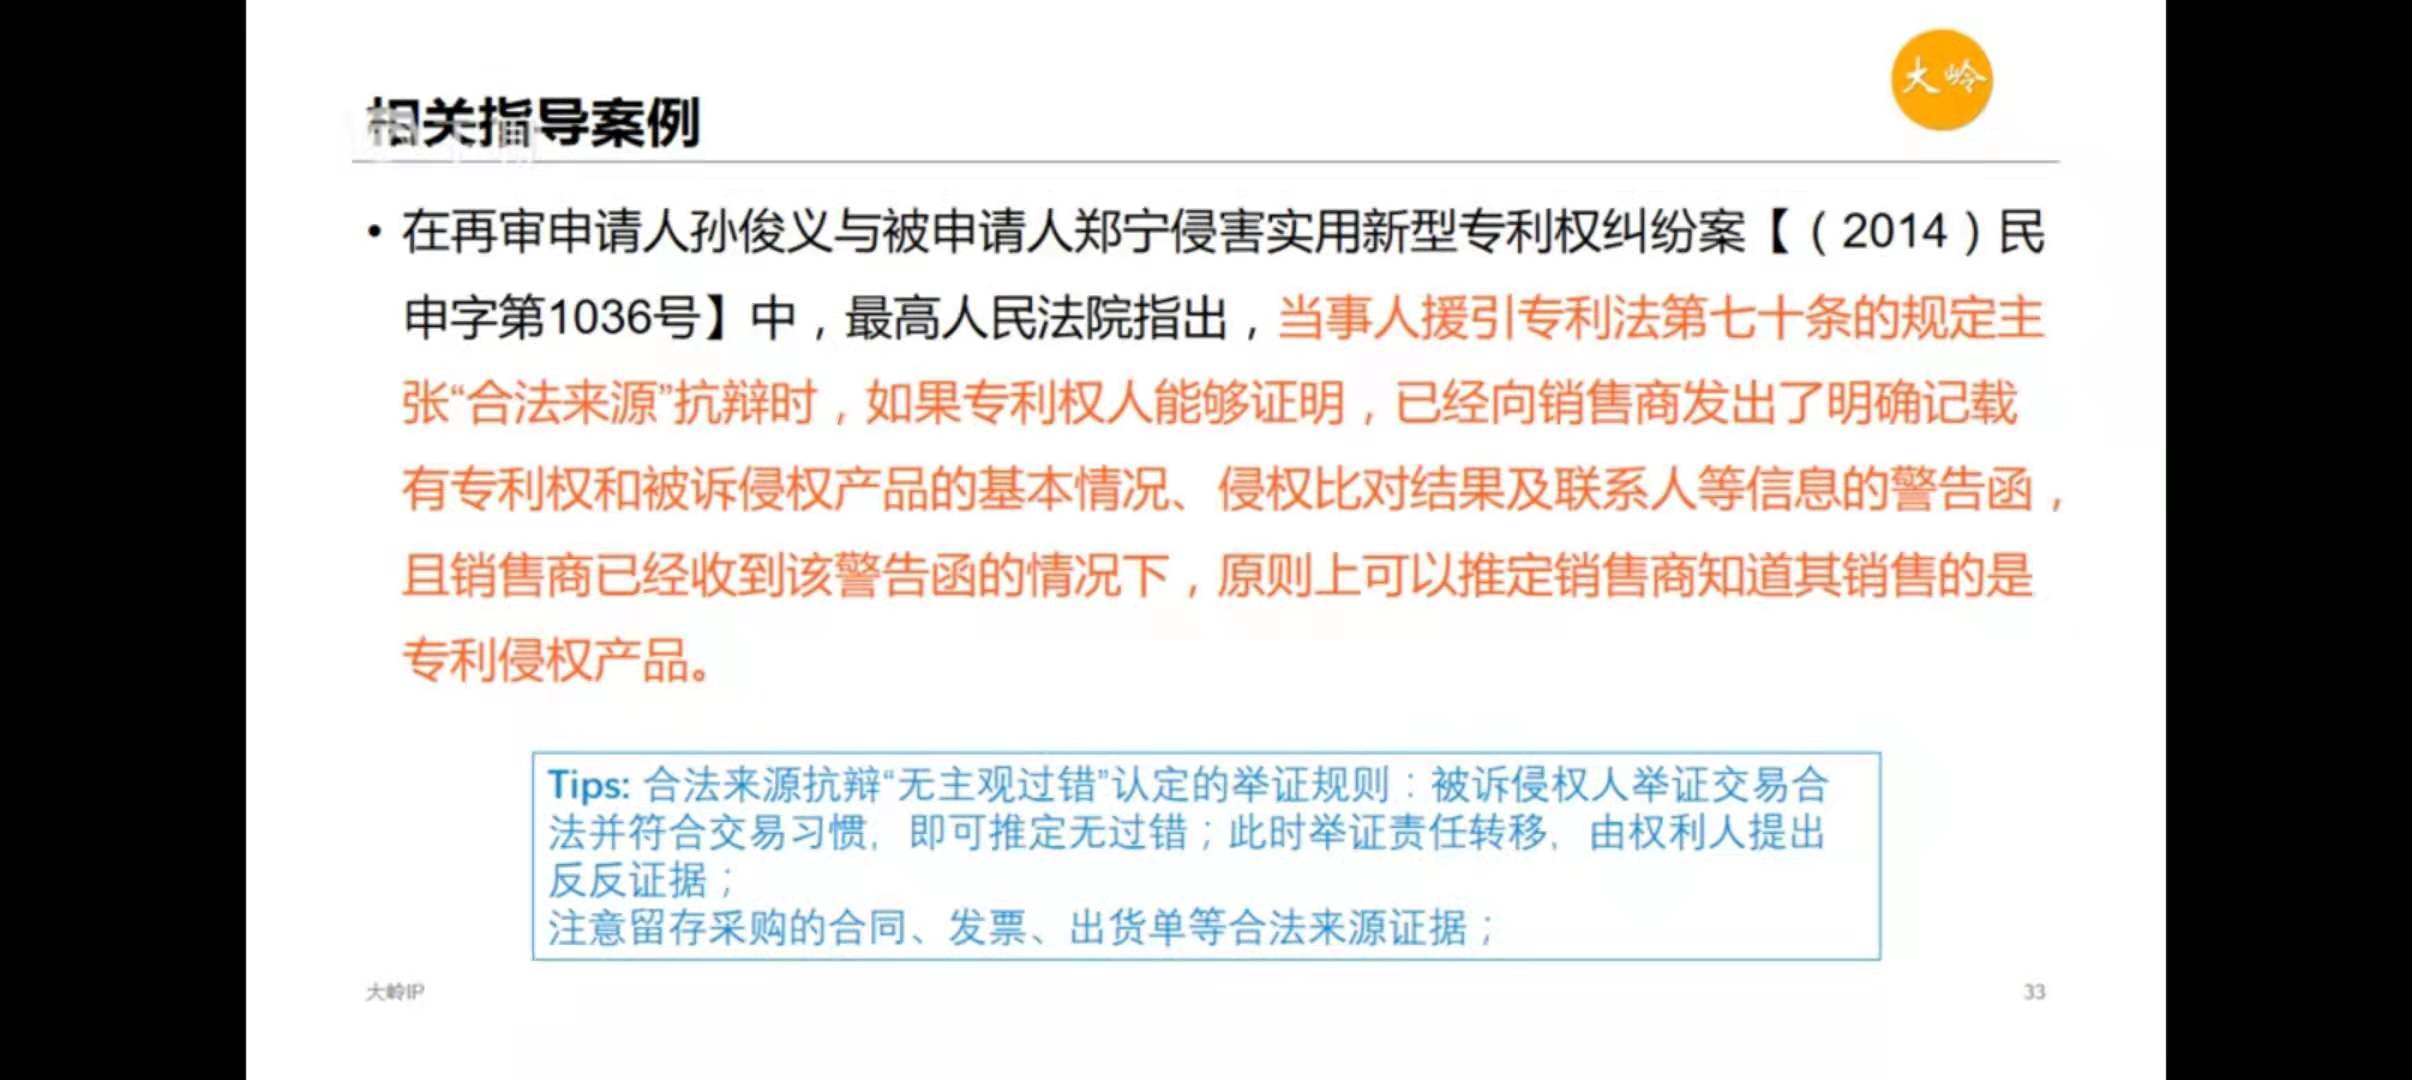 大岭
相关指导案例
• 在再审申请人孙俊义与被申请人郑宁侵害实用新型专利权纠纷案【（2014）民
申字第1036号】中，最高人民法院指出，当事人援引专利法第七十条的规定主
张“合法来源”抗辩时，如果专利权人能够证明，已经向销售商发出了明确记载
有专利权和被诉侵权产品的基本情况、侵权比对结果及联系人等信息的警告函，
且销售商已经收到该警告函的情况下，原则上可以推定销售商知道其销售的是
专利侵权产品。
Tips: 合法来源抗辩“无主观过错”认定的举证规则：被诉侵权人举证交易合
法并符合交易习惯，即可推定无过错；此时举证责任转移，由权利人提出
反反证据；
注意留存采购的合同、发票、出货单等合法来源证据；
大岭IP
33